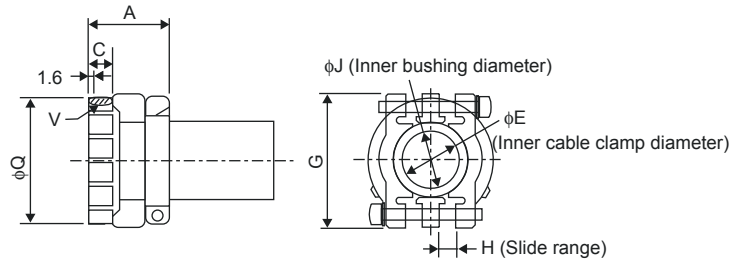 A
C
1.6
V
ϕQ
ϕJ (Inner bushing diameter)
ϕE
(Inner cable clamp diameter)
G
H (Slide range)